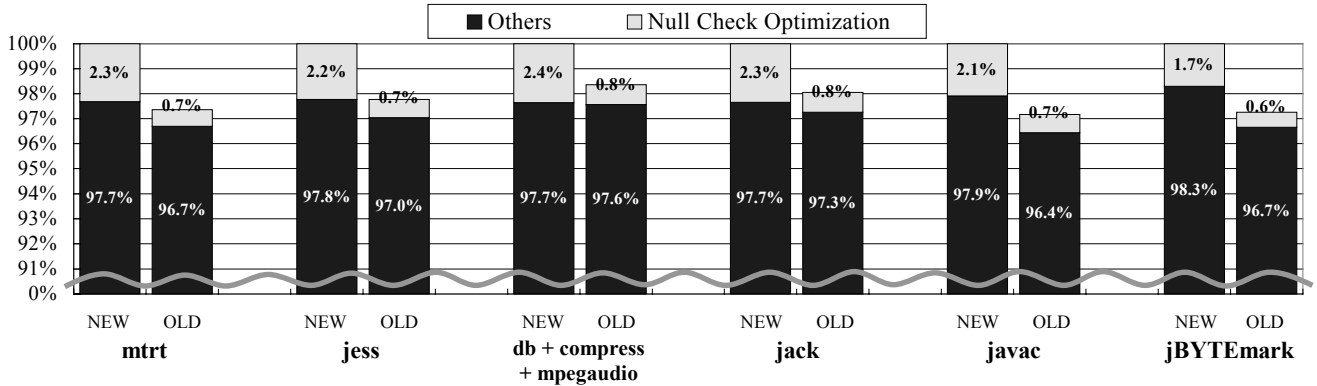 Others Null Check Optimization
100%
99%
98%
97%
96%
95%
94%
93%
92%
91%
0%
2.3% 0.7% 2.2% 0.7% 2.4% 0.8% 2.3% 0.8% 2.1% 0.7% 1.7% 0.6%
97.7% 96.7% 97.8% 97.0% 97.7% 97.6% 97.7% 97.3% 97.9% 96.4% 98.3% 96.7%
NEW OLD NEW OLD NEW OLD NEW OLD NEW OLD NEW OLD
mtrt jess db + compress jack javac jBYTEmark
+ mpegaudio